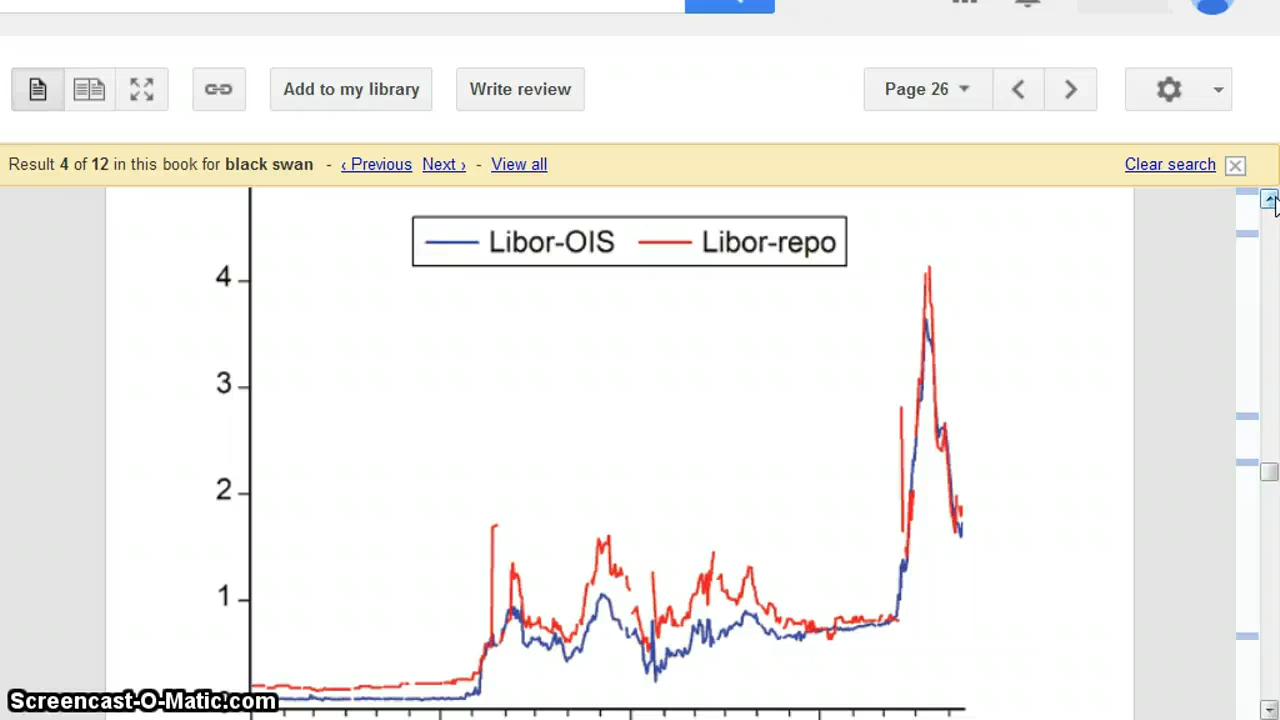 Add to my library
Write review
Page 26
Result 4 of 12 in this book for black swan - ‹ Previous Next › - View all
Clear search
Libor-OIS Libor-repo
4
3
2
1
Screencast-O-Matic.com